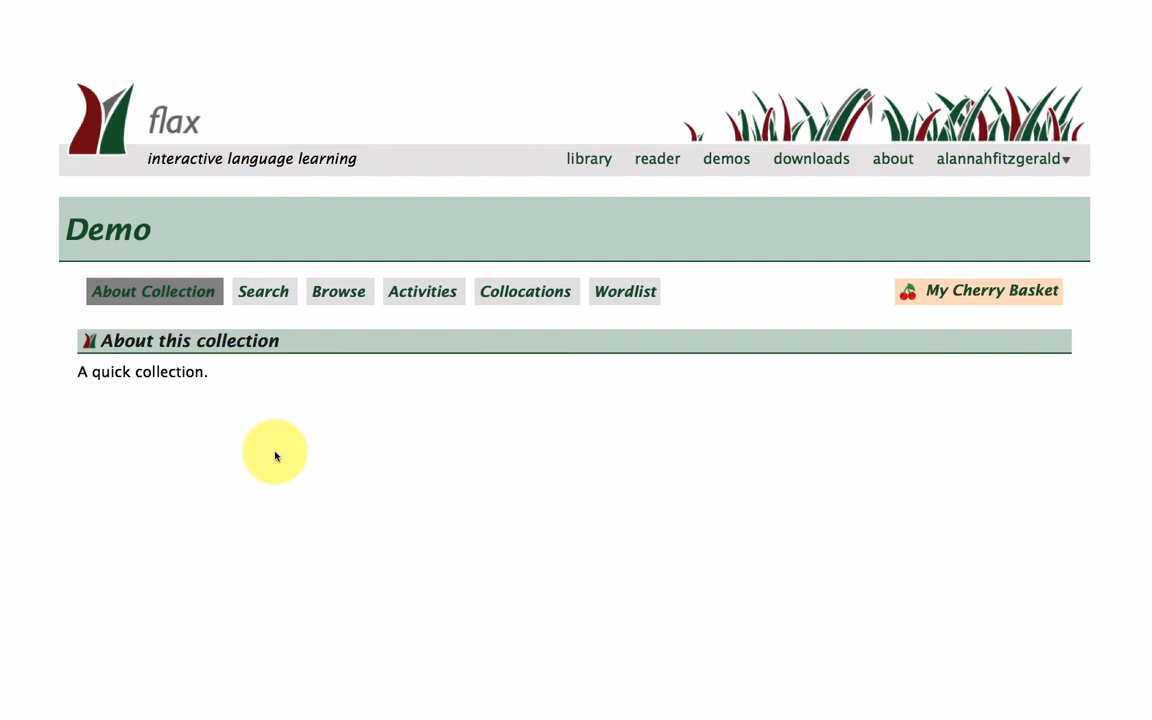 flax
interactive language learning
library reader demos downloads about alannahfitzgerald▾
Demo
About Collection Search Browse Activities Collocations Wordlist My Cherry Basket
About this collection
A quick collection.